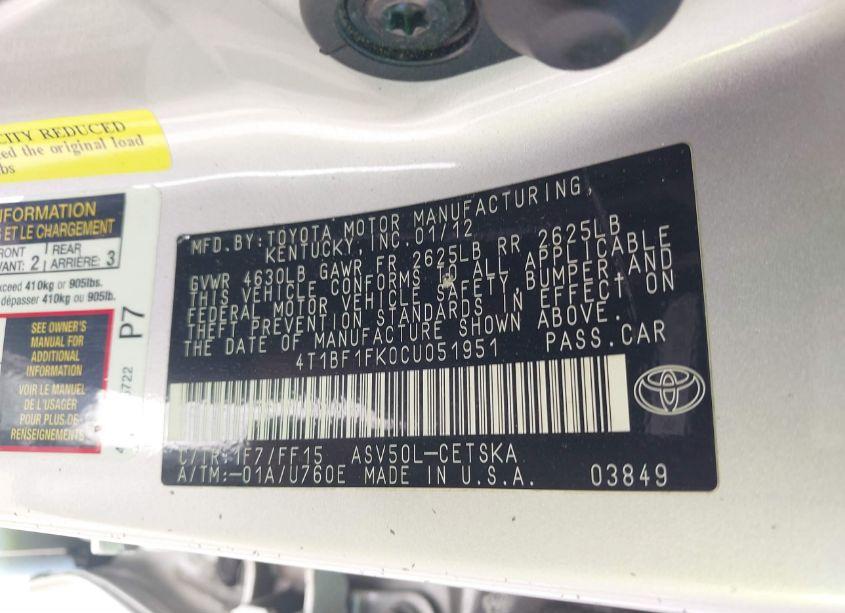 CITY REDUCED
ed the original load
bs
INFORMATION
ET LE CHARGEMENT
FRONT 2 REAR 3
VANT: ARRIÈRE:
exceed 410kg or 905lbs.
dépasser 410kg ou 905lb.
SEE OWNER'S
MANUAL FOR
ADDITIONAL
INFORMATION
VOIR LE MANUEL
DE L'USAGER
POUR PLUS DE
RENSEIGNEMENTS
P7
MFD.BY:TOYOTA MOTOR MANUFACTURING,
KENTUCKY,INC.01/12
GVWR 4630LB GAWR FR 2625LB RR 2625LB
THIS VEHICLE CONFORMS TO ALL APPLICABLE
FEDERAL MOTOR VEHICLE SAFETY,BUMPER,AND
THEFT PREVENTION STANDARDS IN EFFECT ON
THE DATE OF MANUFACTURE SHOWN ABOVE.
4T1BF1FK0CU051951 PASS.CAR
C/TR:1F7/FF15 ASV50L-CETSKA
A/TM:-01A/U760E MADE IN U.S.A. 03849